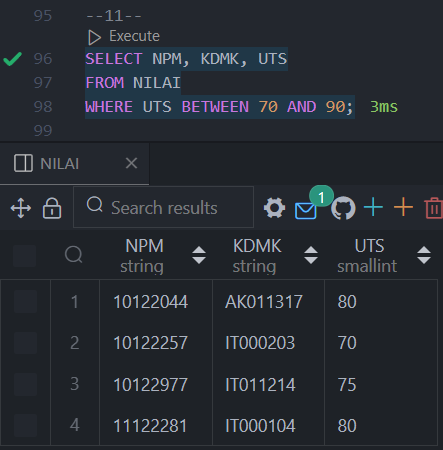 95 --11--
Execute
96 SELECT NPM, KDMK, UTS
97 FROM NILAI
98 WHERE UTS BETWEEN 70 AND 90; 3ms
99
NILAI
Search results 1
NPM KDMK UTS
string string smallint
1 10122044 AK011317 80
2 10122257 IT000203 70
3 10122977 IT011214 75
4 11122281 IT000104 80